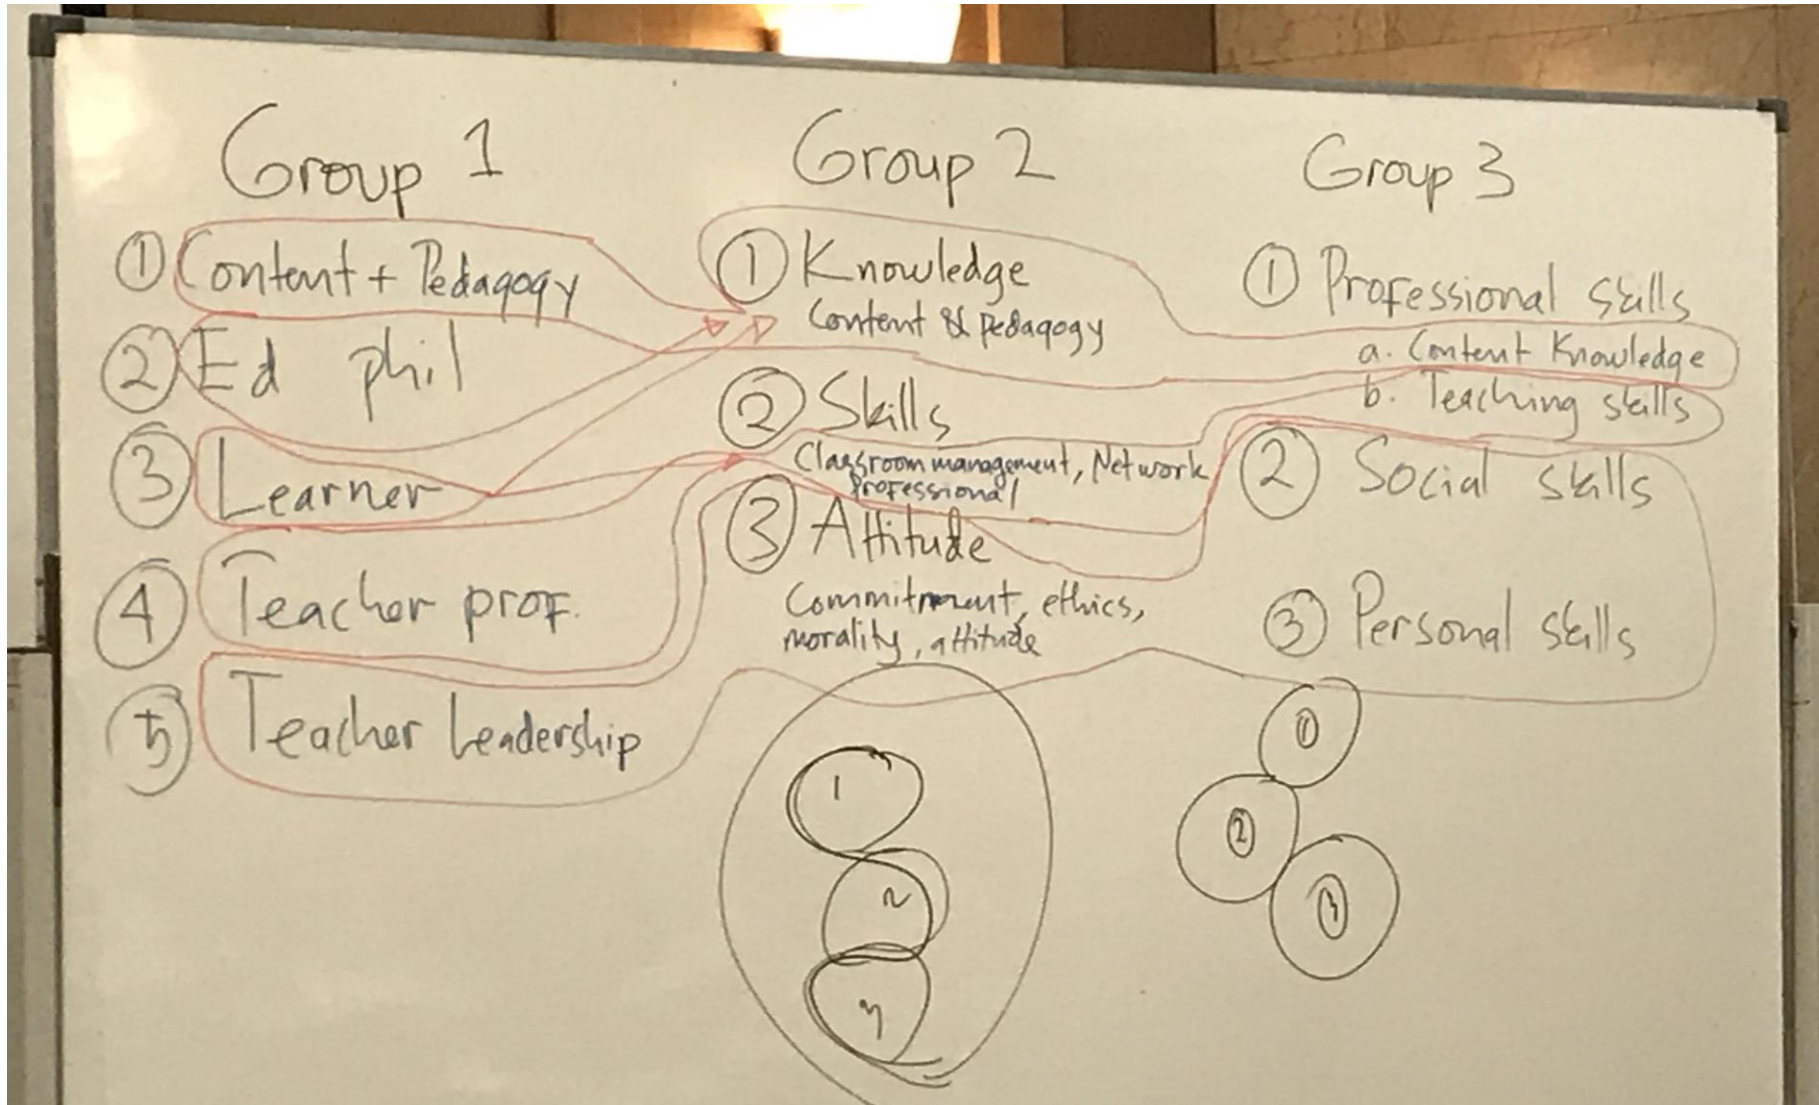 Group 1
① Content + Pedagogy
② Ed phil
③ Learner
④ Teacher prof.
⑤ Teacher Leadership
Group 2
① Knowledge
Content & Pedagogy
② Skills
Classroom management, Network
Professional
③ Attitude
Commitment, ethics,
morality, attitude
1
2
3
Group 3
① Professional skills
a. Content Knowledge
b. Teaching skills
② Social skills
③ Personal skills
①
②
③